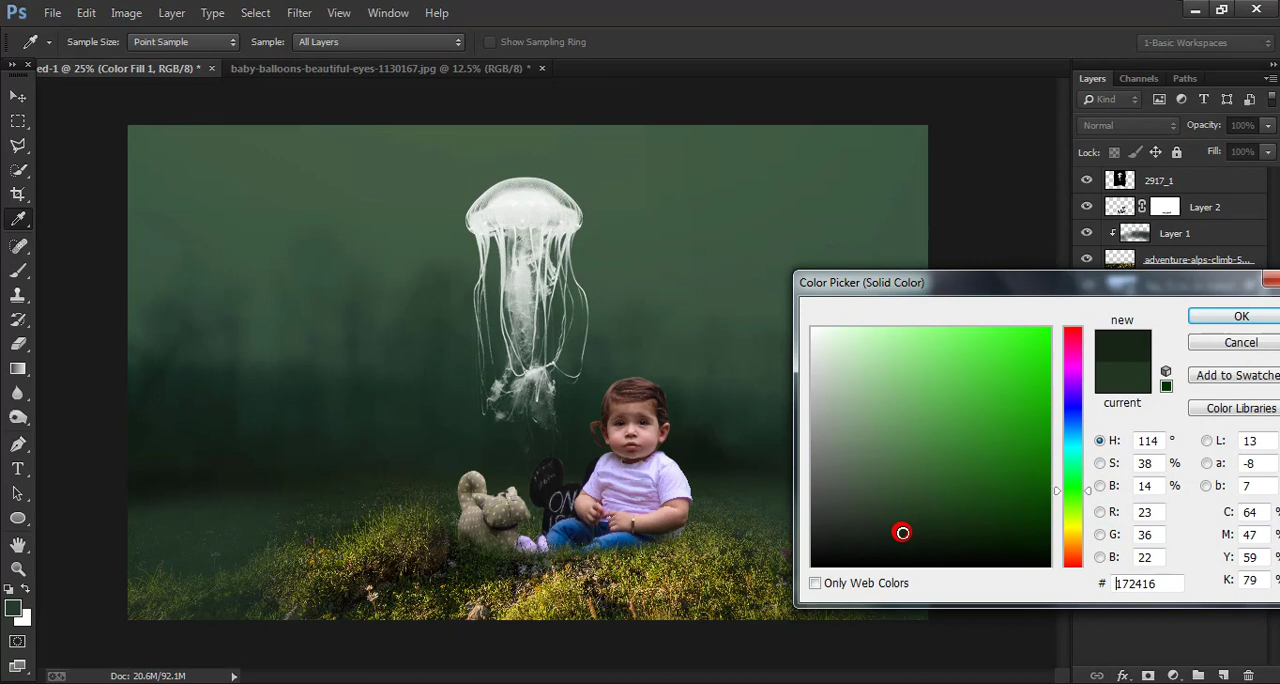 Ps File Edit Image Layer Type Select Filter View Window Help
Sample Size: Point Sample Sample: All Layers Show Sampling Ring 1-Basic Workspaces
ed-1 @ 25% (Color Fill 1, RGB/8) * × baby-balloons-beautiful-eyes-1130167.jpg @ 12.5% (RGB/8) * ×
Layers Channels Paths
Kind
Normal Opacity: 100%
Lock: Fill: 100%
2917_1
Layer 2
Layer 1
adventure-alps-climb-5...
Color Picker (Solid Color)
new
current
OK
Cancel
Add to Swatche
Color Libraries
H: 114 ° L: 13
S: 38 % a: -8
B: 14 % b: 7
R: 23 C: 64 %
G: 36 M: 47 %
B: 22 Y: 59 %
# 172416 K: 79 %
Only Web Colors
ON
Doc: 20.6M/92.1M